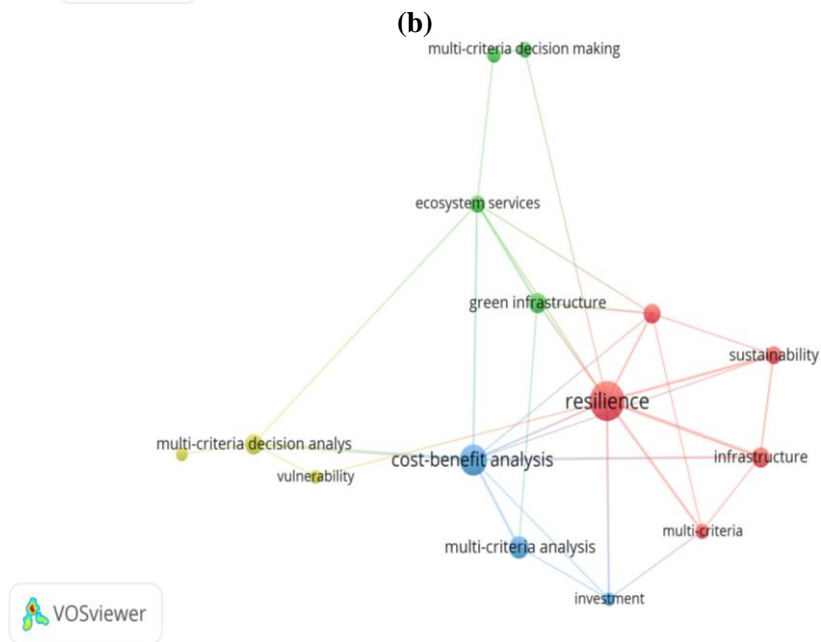 (b)
multi-criteria decision making
ecosystem services
green infrastructure
sustainability
resilience
multi-criteria decision analys
cost-benefit analysis
infrastructure
vulnerability
multi-criteria
multi-criteria analysis
investment
VOSviewer